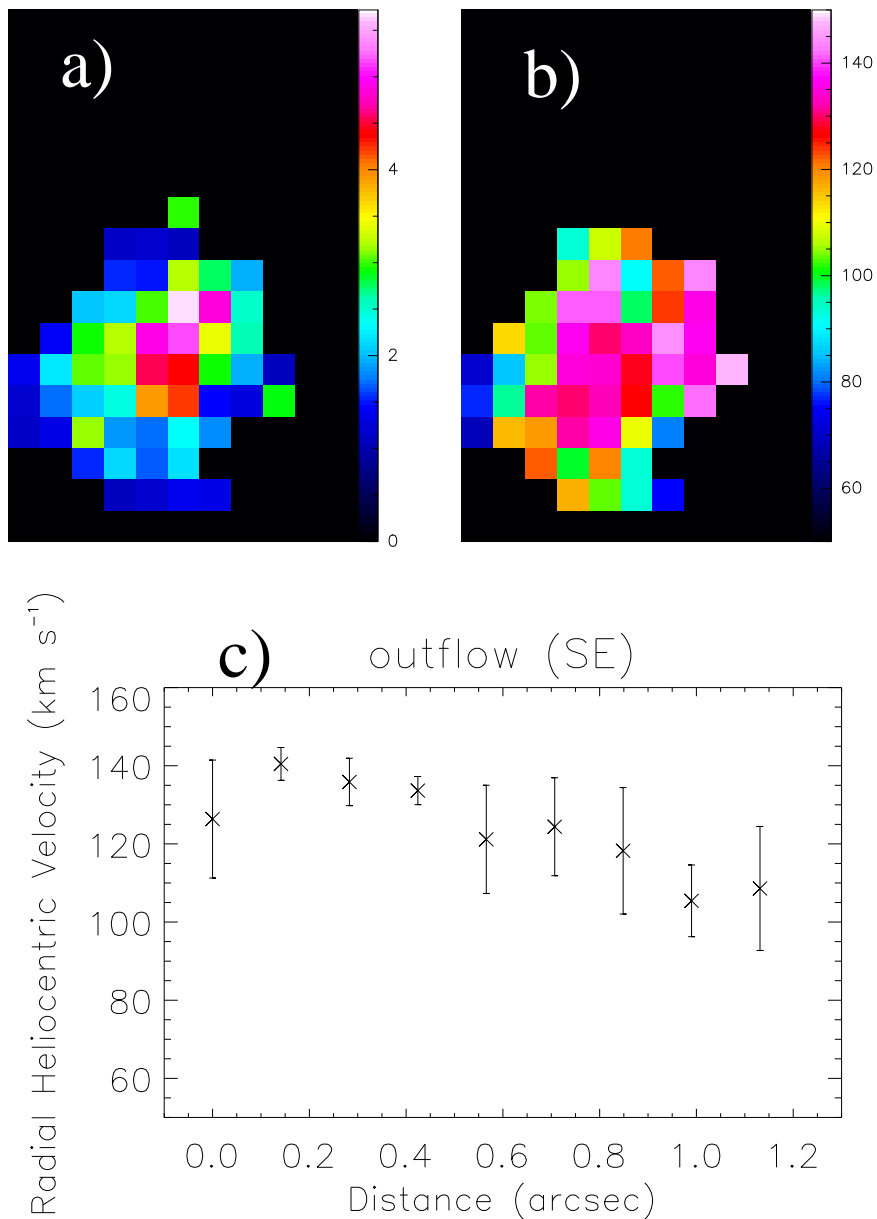 a)
4
2
0
b)
140
120
100
80
60
c)
outflow (SE)
Radial Heliocentric Velocity (km s⁻¹)
160
140
120
100
80
60
0.0 0.2 0.4 0.6 0.8 1.0 1.2
Distance (arcsec)